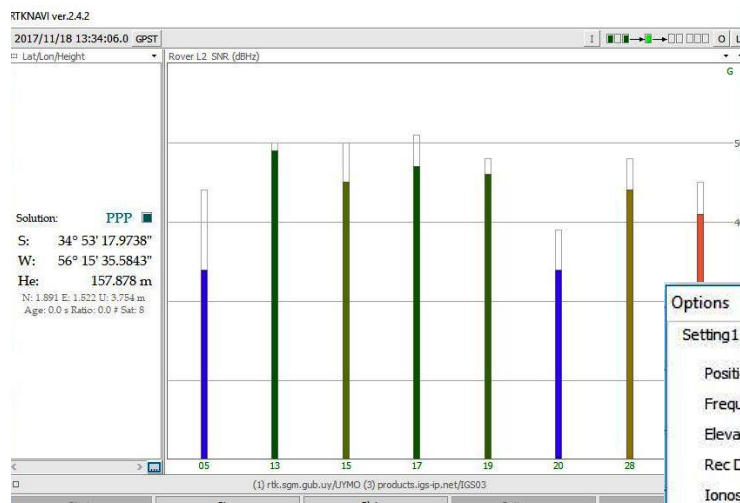 RTKNAVI ver.2.4.2
2017/11/18 13:34:06.0 GPST
I
O
L
Lat/Lon/Height
Rover L2 SNR (dBHz)
G
5
4
Solution: PPP
S: 34° 53' 17.9738"
W: 56° 15' 35.5843"
He: 157.878 m
N: 1.891 E: 1.522 U: 3.754 m
Age: 0.0 s Ratio: 0.0 # Sat: 8
Options
Setting1
Positi
Frequ
Eleva
Rec D
Ionos
05 13 15 17 19 20 28
(1) rtk.sgm.gub.uy/UYMO (3) products.igs-ip.net/IGS03